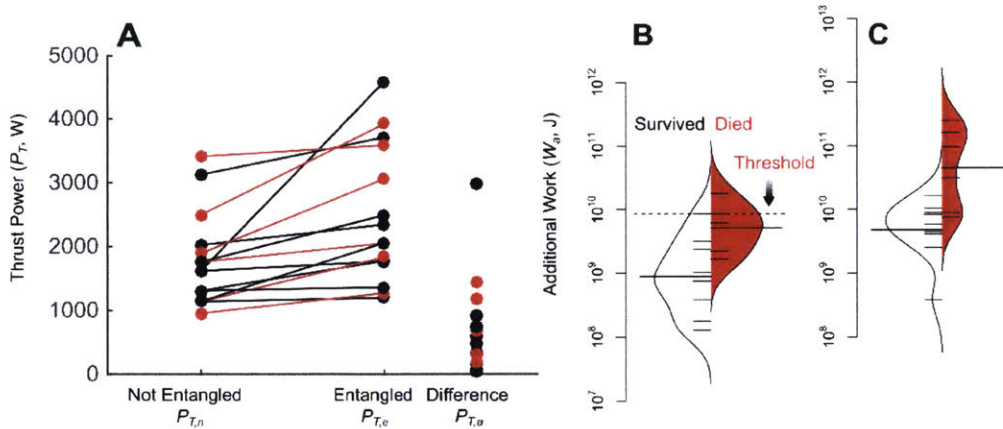 A
Thrust Power (P_T, W)
5000
4000
3000
2000
1000
0
Not Entangled
P_T,n
Entangled
P_T,e
Difference
P_T,a
B
Additional Work (W_a, J)
10^12
10^11
10^10
10^9
10^8
10^7
Survived Died
Threshold
C
10^13
10^12
10^11
10^10
10^9
10^8